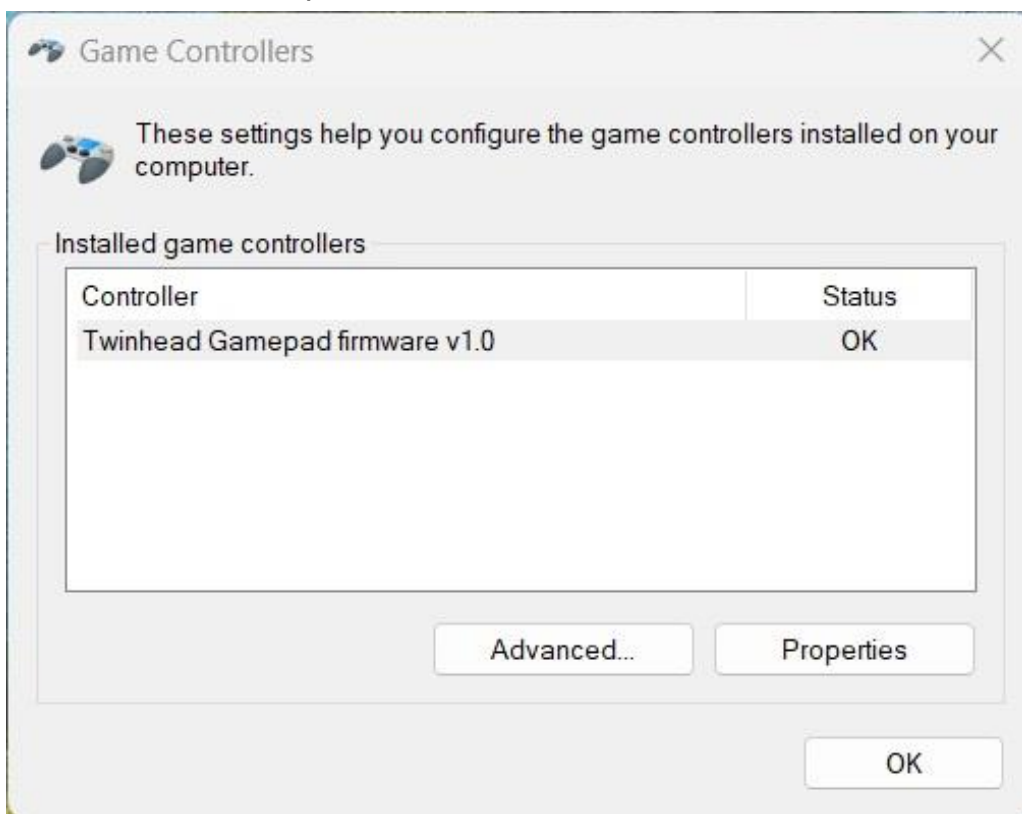 Game Controllers
These settings help you configure the game controllers installed on your
computer.
Installed game controllers
Controller Status
Twinhead Gamepad firmware v1.0 OK
Advanced... Properties
OK